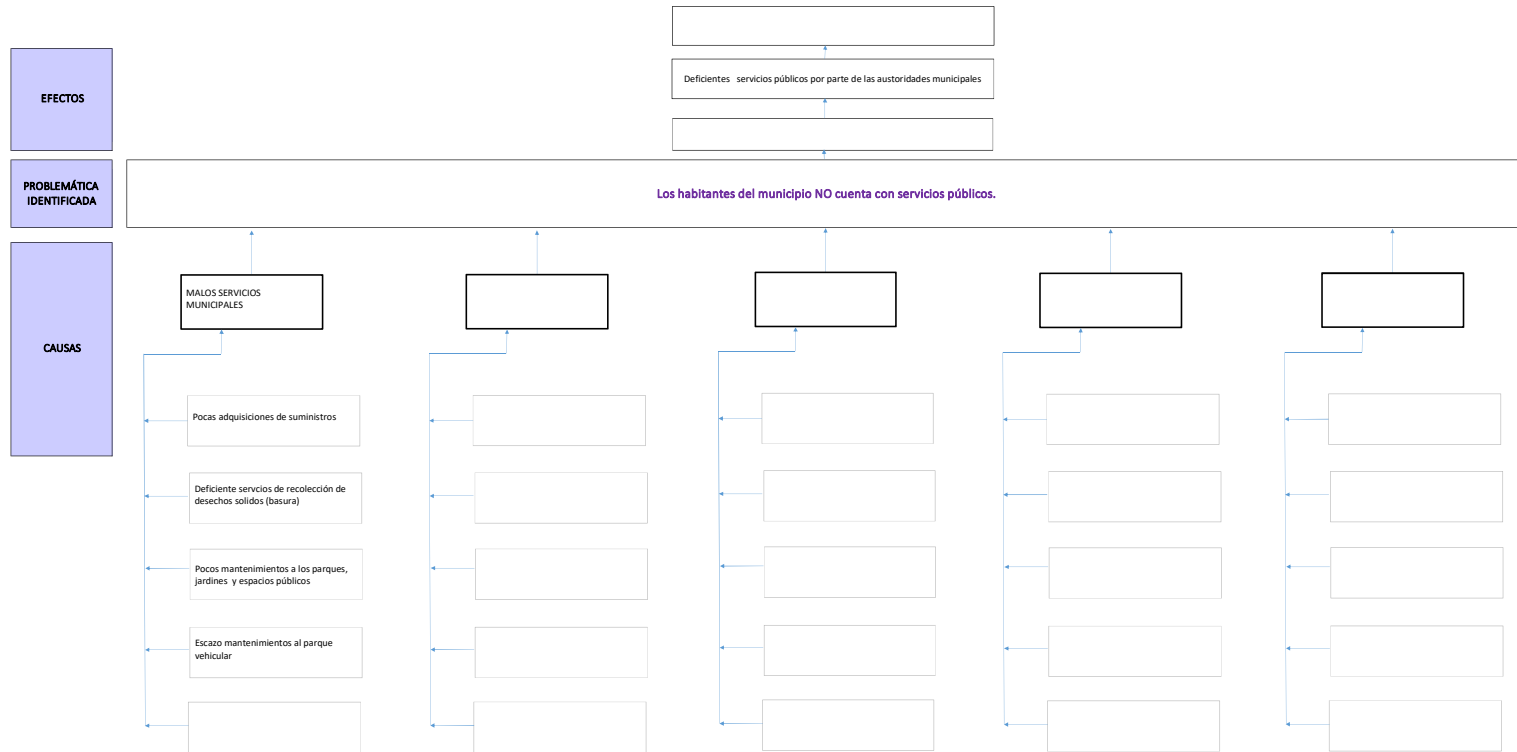 Deficientes servicios públicos por parte de las austoridades municipales
EFECTOS
PROBLEMÁTICA
IDENTIFICADA
Los habitantes del municipio NO cuenta con servicios públicos.
CAUSAS
MALOS SERVICIOS
MUNICIPALES
Pocas adquisiciones de suministros
Deficiente servcios de recolección de
desechos solidos (basura)
Pocos mantenimientos a los parques,
jardines y espacios públicos
Escazo mantenimientos al parque
vehicular